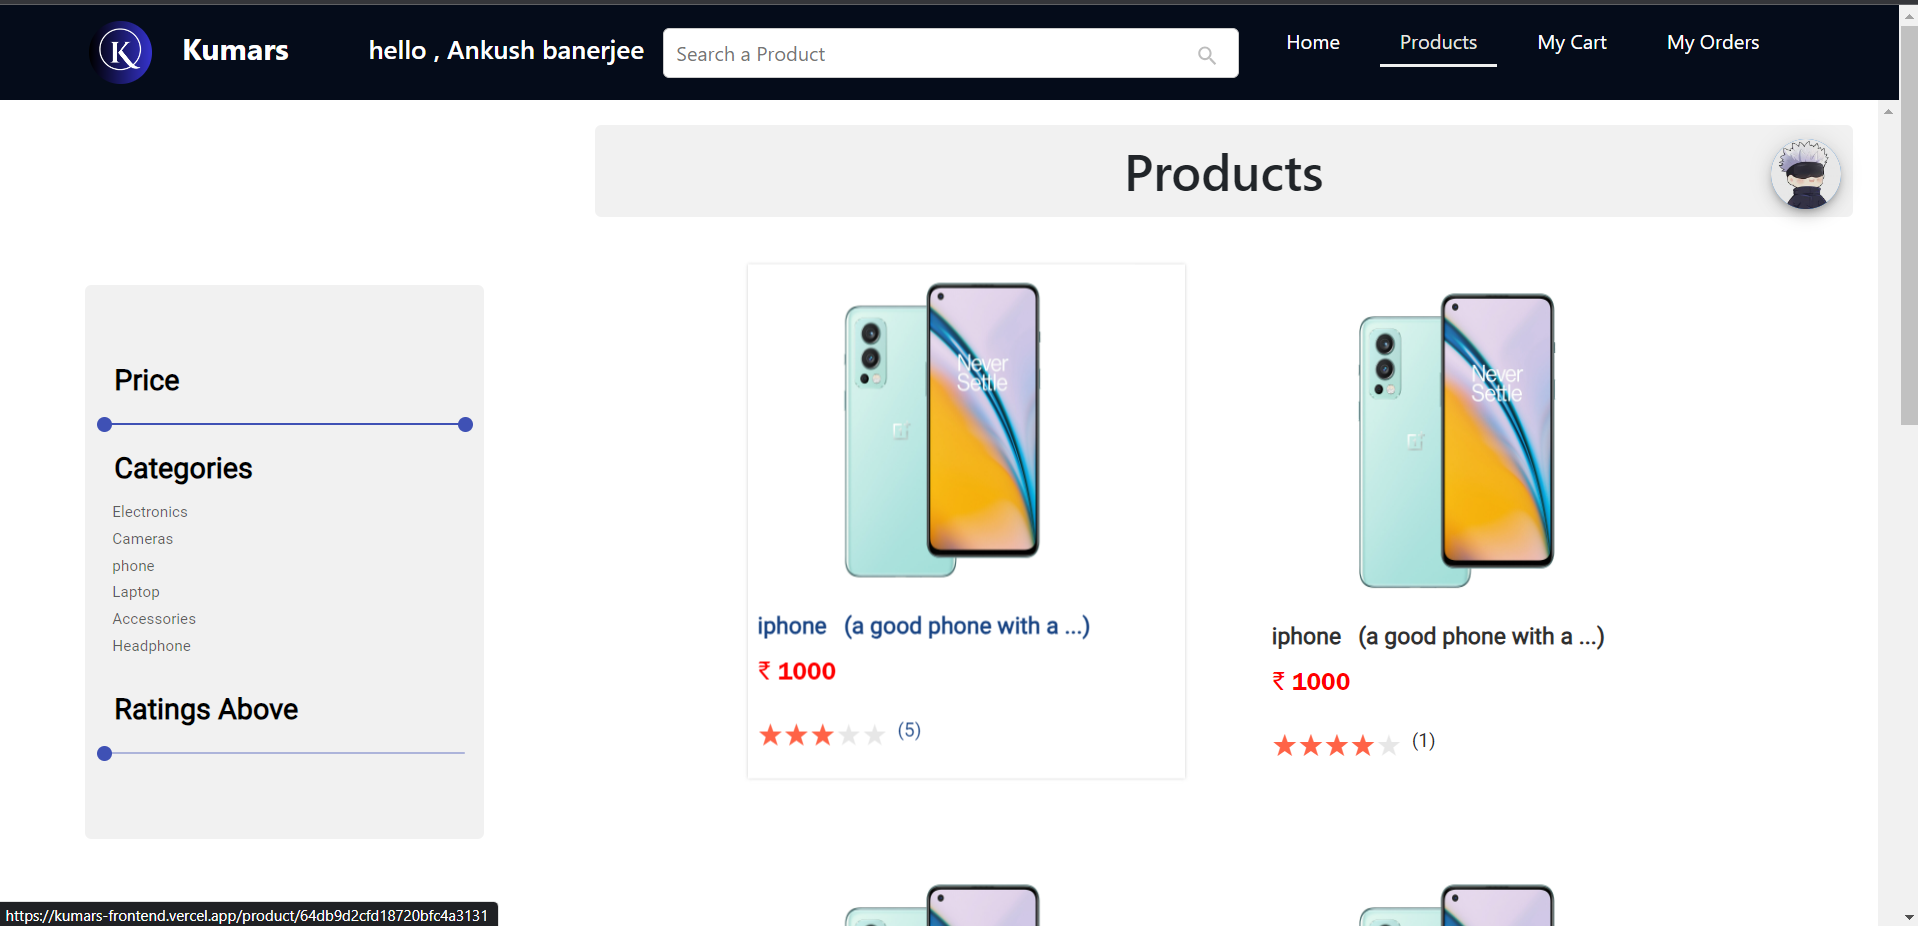 K
Kumars
hello , Ankush banerjee
Search a Product
Home
Products
My Cart
My Orders
Products
Price
Categories
Electronics
Cameras
phone
Laptop
Accessories
Headphone
Ratings Above
Never
Settle
iphone (a good phone with a ...)
₹ 1000
(5)
Never
Settle
iphone (a good phone with a ...)
₹ 1000
(1)
https://kumars-frontend.vercel.app/product/64db9d2cfd18720bfc4a3131